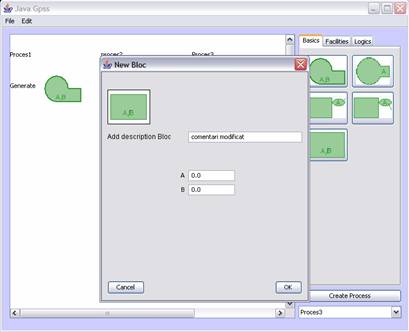 Java Gpss
File Edit
Proces1 proces2 Proces3
Basics Facilities Logics
New Bloc
Generate A,B
A,B
A
A,B
Add description Bloc comentari modificat
A,B
A 0.0
B 0.0
Cancel OK
Create Process
Proces3